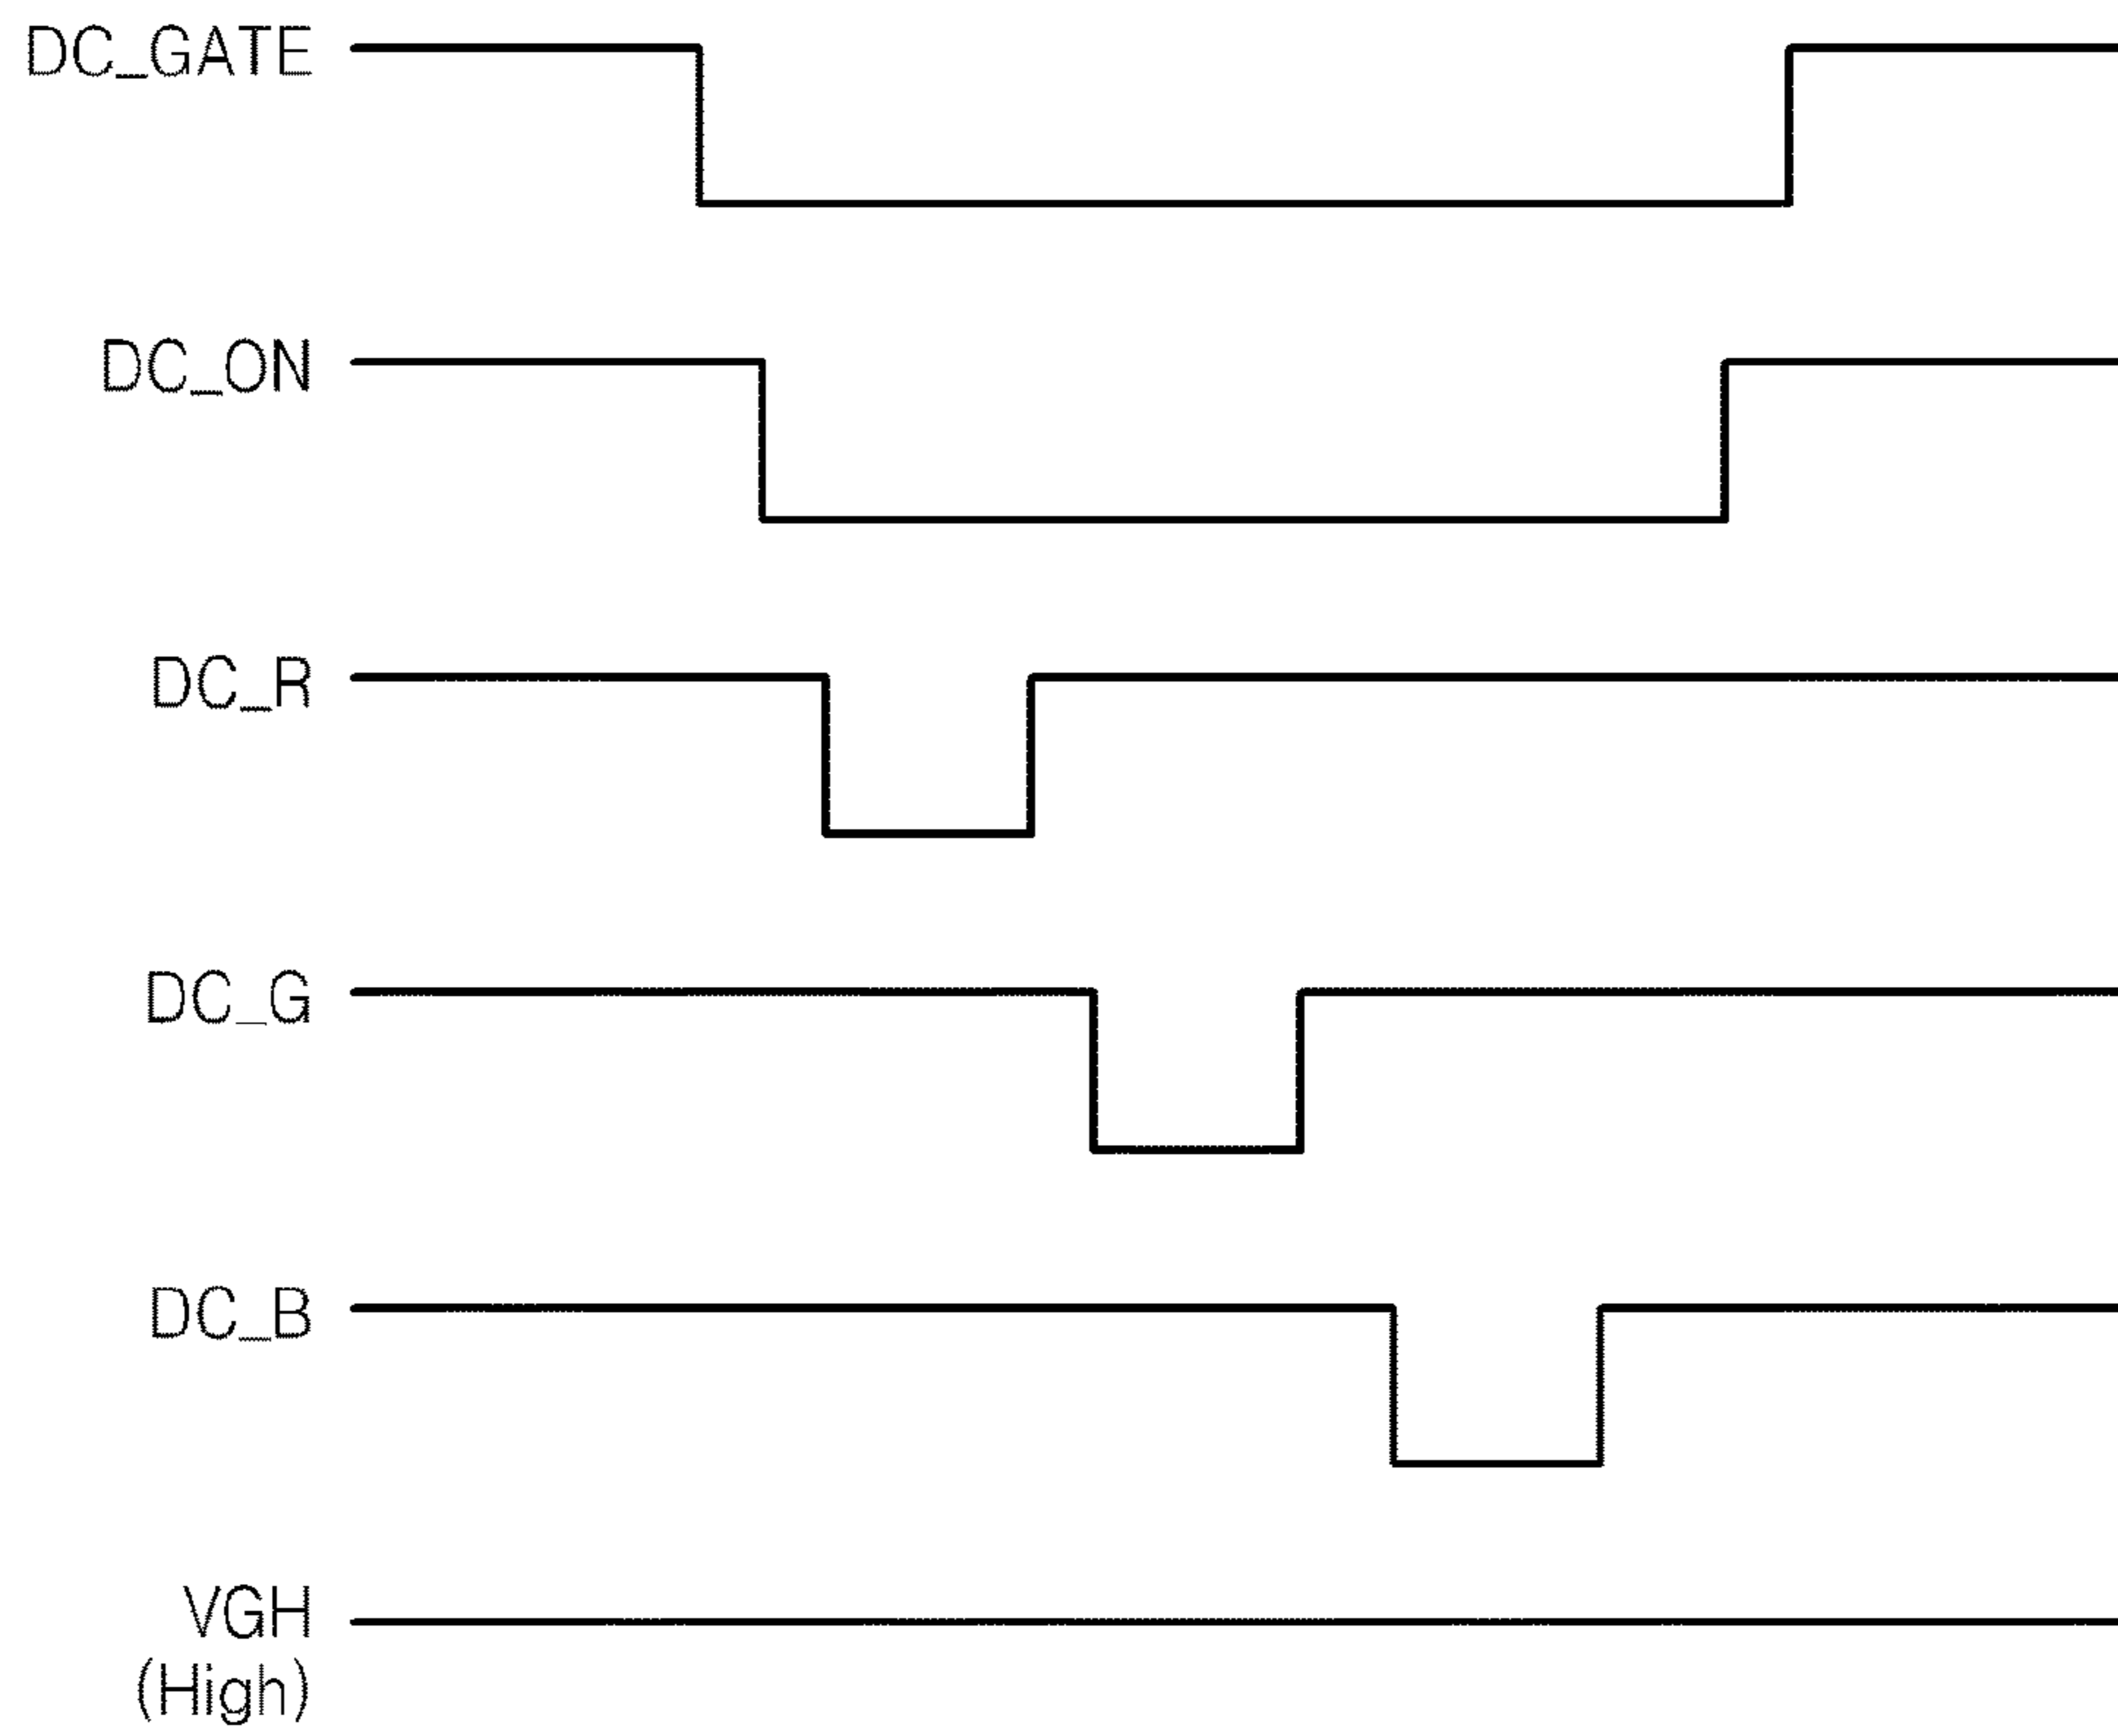 DC_GATE
DC_ON
DC_R
DC_G
DC_B
VGH
(High)